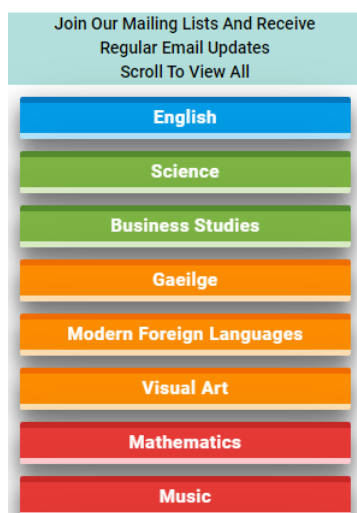 Join Our Mailing Lists And Receive
Regular Email Updates
Scroll To View All
English
Science
Business Studies
Gaeilge
Modern Foreign Languages
Visual Art
Mathematics
Music